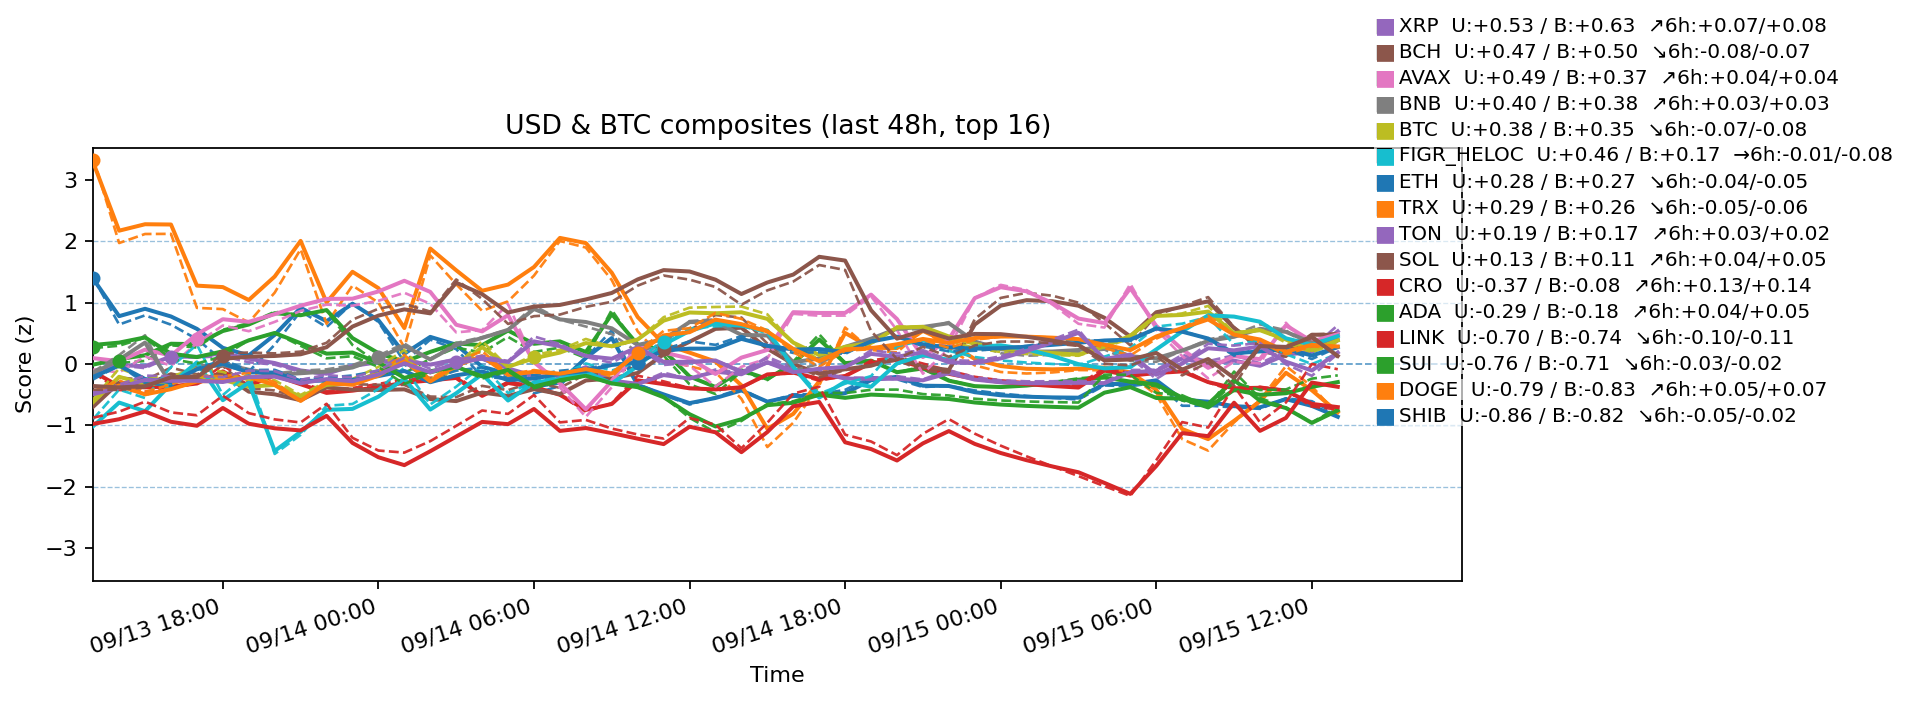 XRP  U:+0.53 / B:+0.63  ↗6h:+0.07/+0.08
BCH  U:+0.47 / B:+0.50  ↘6h:-0.08/-0.07
AVAX  U:+0.49 / B:+0.37  ↗6h:+0.04/+0.04
BNB  U:+0.40 / B:+0.38  ↗6h:+0.03/+0.03
BTC  U:+0.38 / B:+0.35  ↘6h:-0.07/-0.08
FIGR_HELOC  U:+0.46 / B:+0.17  →6h:-0.01/-0.08
ETH  U:+0.28 / B:+0.27  ↘6h:-0.04/-0.05
TRX  U:+0.29 / B:+0.26  ↘6h:-0.05/-0.06
TON  U:+0.19 / B:+0.17  ↗6h:+0.03/+0.02
SOL  U:+0.13 / B:+0.11  ↗6h:+0.04/+0.05
CRO  U:-0.37 / B:-0.08  ↗6h:+0.13/+0.14
ADA  U:-0.29 / B:-0.18  ↗6h:+0.04/+0.05
LINK  U:-0.70 / B:-0.74  ↘6h:-0.10/-0.11
SUI  U:-0.76 / B:-0.71  ↘6h:-0.03/-0.02
DOGE  U:-0.79 / B:-0.83  ↗6h:+0.05/+0.07
SHIB  U:-0.86 / B:-0.82  ↘6h:-0.05/-0.02
USD & BTC composites (last 48h, top 16)
Score (z)
3
2
1
0
−1
−2
−3
09/13 18:00
09/14 00:00
09/14 06:00
09/14 12:00
09/14 18:00
09/15 00:00
09/15 06:00
09/15 12:00
Time